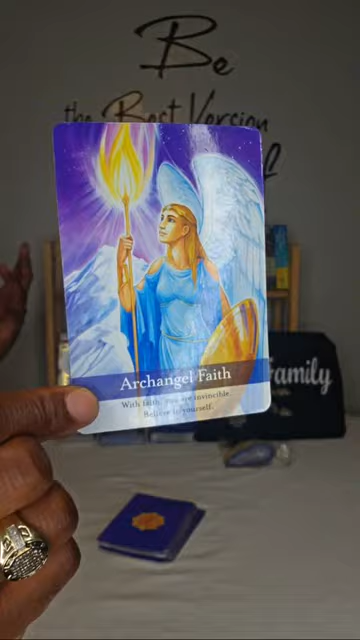 Be
the Best Version
Archangel Faith
With faith, you are invincible.
Believe in yourself.
Family